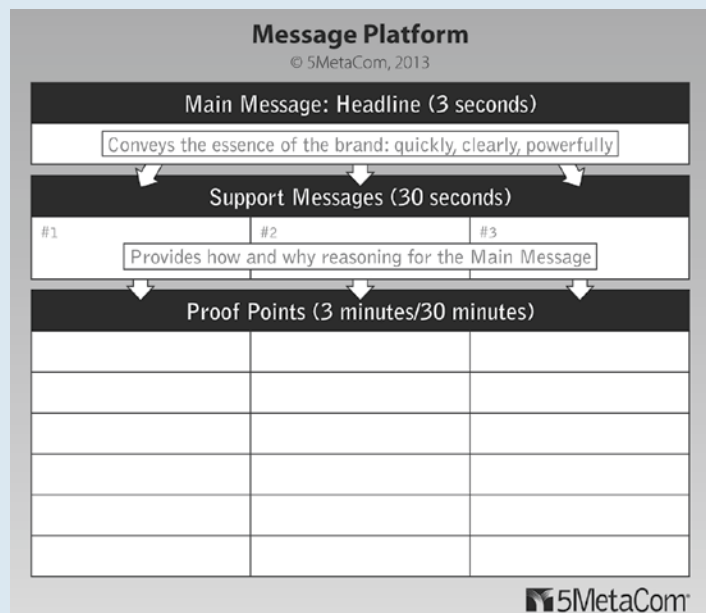 Message Platform
© 5MetaCom, 2013
Main Message: Headline (3 seconds)
Conveys the essence of the brand: quickly, clearly, powerfully
Support Messages (30 seconds)
#1 #2 #3
Provides how and why reasoning for the Main Message
Proof Points (3 minutes/30 minutes)
5MetaCom